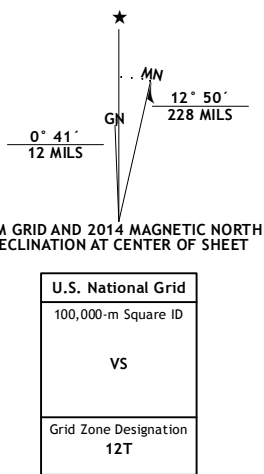 ★
MN
GN
12° 50´
228 MILS
0° 41´
12 MILS
M GRID AND 2014 MAGNETIC NORTH
ECLINATION AT CENTER OF SHEET
U.S. National Grid
100,000-m Square ID
VS
Grid Zone Designation
12T